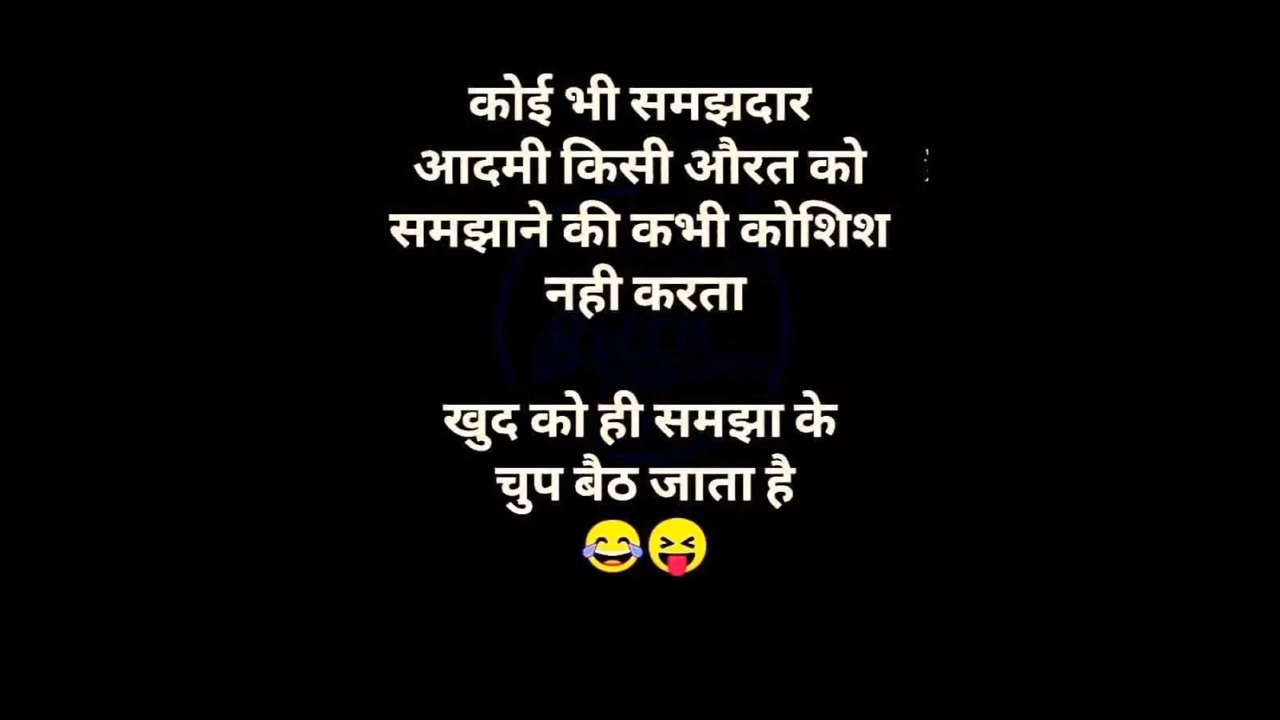 कोई भी समझदार
आदमी किसी औरत को
समझाने की कभी कोशिश
नही करता
खुद को ही समझा के
चुप बैठ जाता है
😂😝